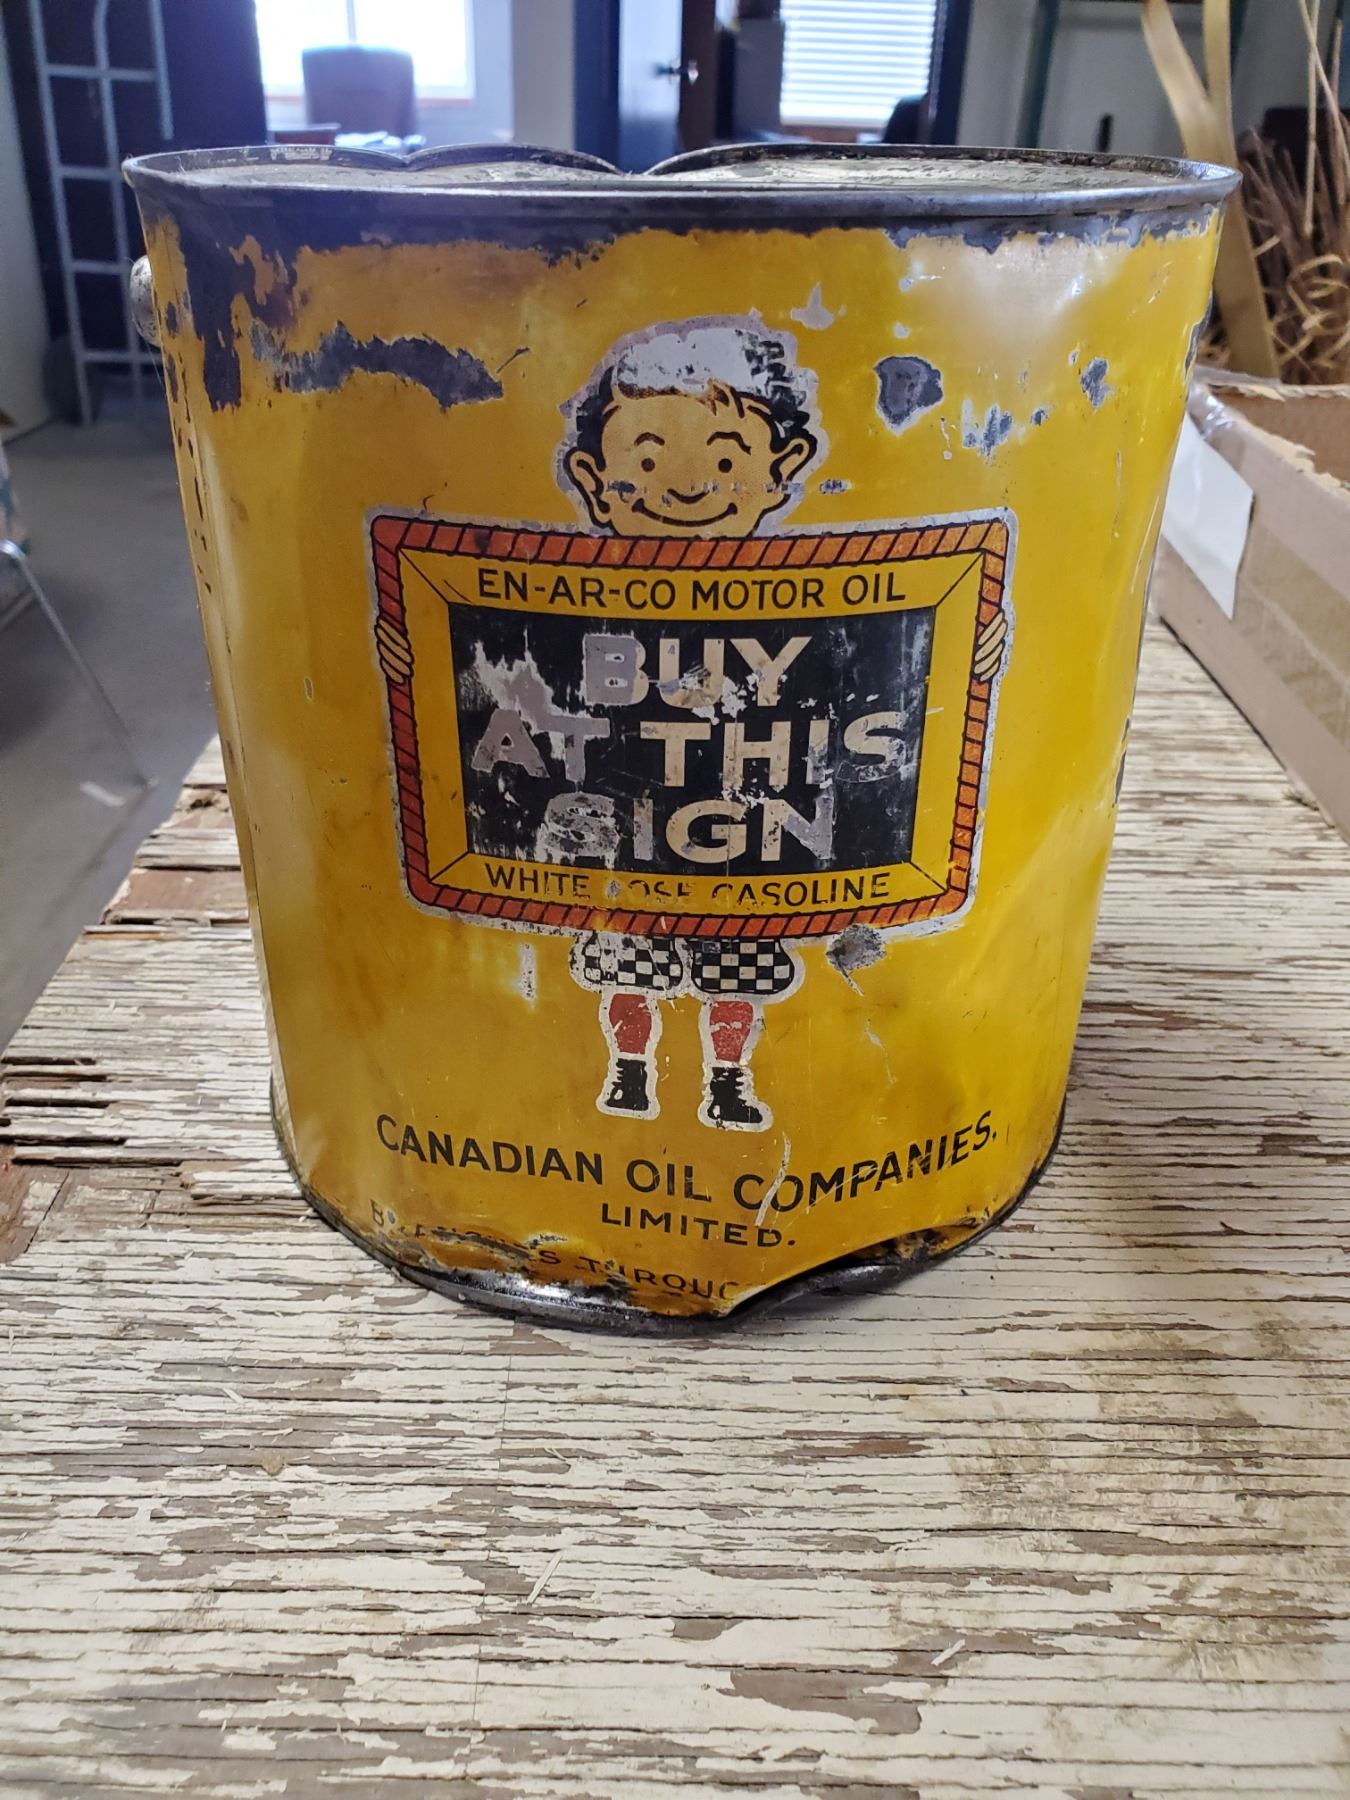 EN-AR-CO MOTOR OIL
BUY
AT THIS
SIGN
WHITE ROSE GASOLINE
CANADIAN OIL COMPANIES,
LIMITED.